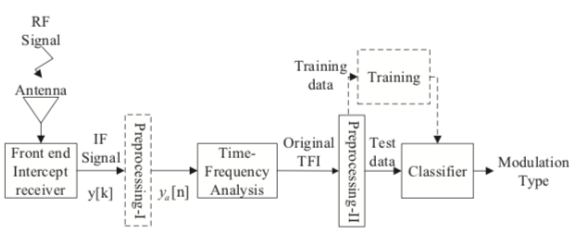 RF
Signal
Antenna
Front end
Intercept
receiver
IF
Signal
y[k]
Preprocessing-I
yₐ[n]
Time-
Frequency
Analysis
Original
TFI
Preprocessing-II
Training
data
Training
Test
data
Classifier
Modulation
Type